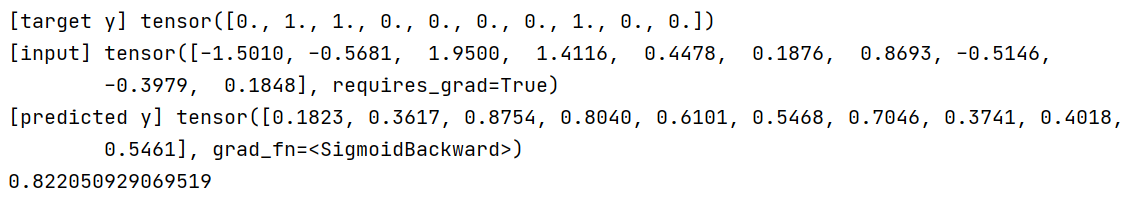 [target y] tensor([0., 1., 1., 0., 0., 0., 0., 1., 0., 0.])
[input] tensor([-1.5010, -0.5681,  1.9500,  1.4116,  0.4478,  0.1876,  0.8693, -0.5146,
        -0.3979,  0.1848], requires_grad=True)
[predicted y] tensor([0.1823, 0.3617, 0.8754, 0.8040, 0.6101, 0.5468, 0.7046, 0.3741, 0.4018,
        0.5461], grad_fn=<SigmoidBackward>)
0.822050929069519